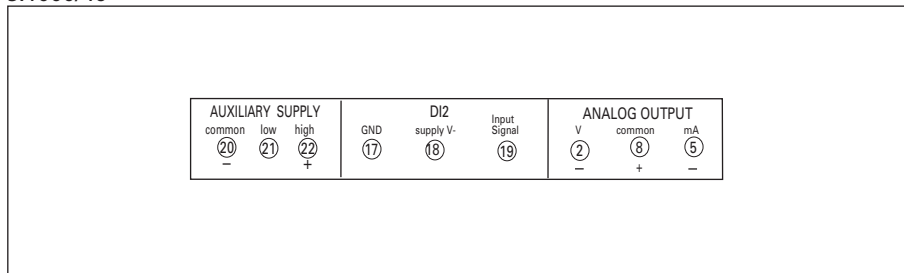 AUXILIARY SUPPLY
common low high
20 21 22
– +
DI2
GND supply V- Input Signal
17 18 19
ANALOG OUTPUT
V common mA
2 8 5
– + –